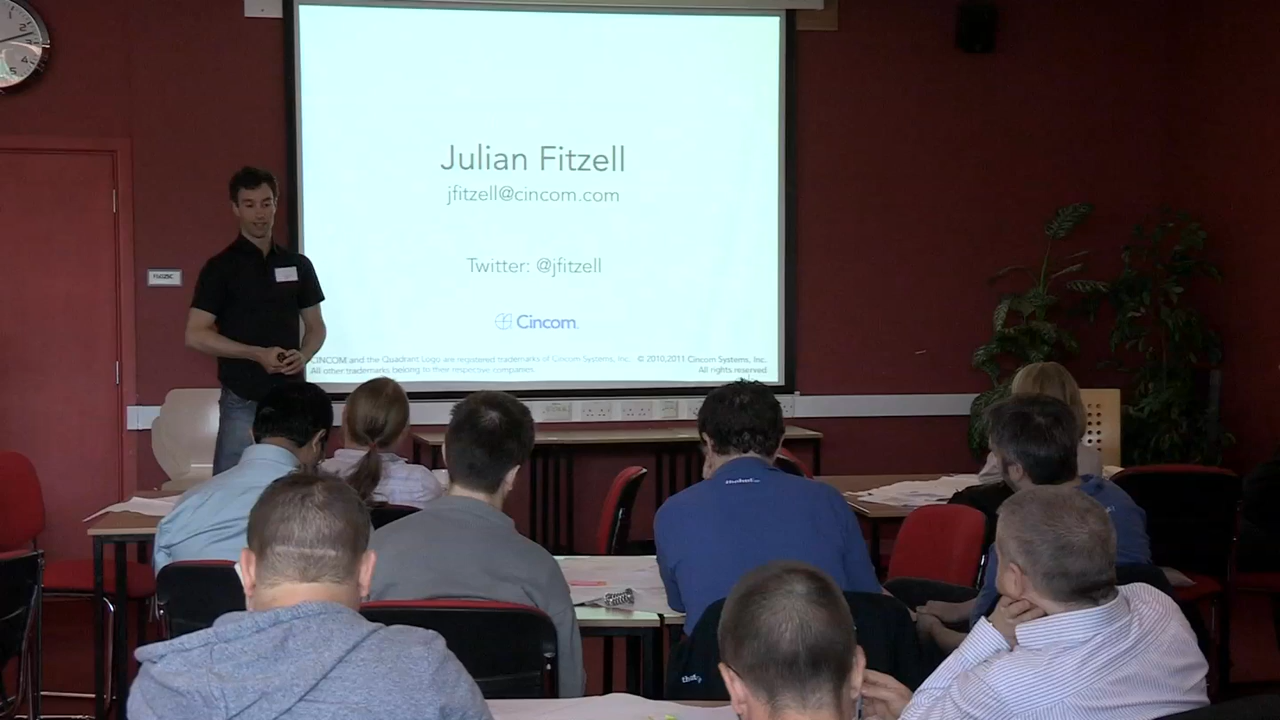 Julian Fitzell
jfitzell@cincom.com
Twitter: @jfitzell
Cincom
CINCOM and the Quadrant Logo are registered trademarks of Cincom Systems, Inc. © 2010,2011 Cincom Systems, Inc.
All other trademarks belong to their respective companies. All rights reserved